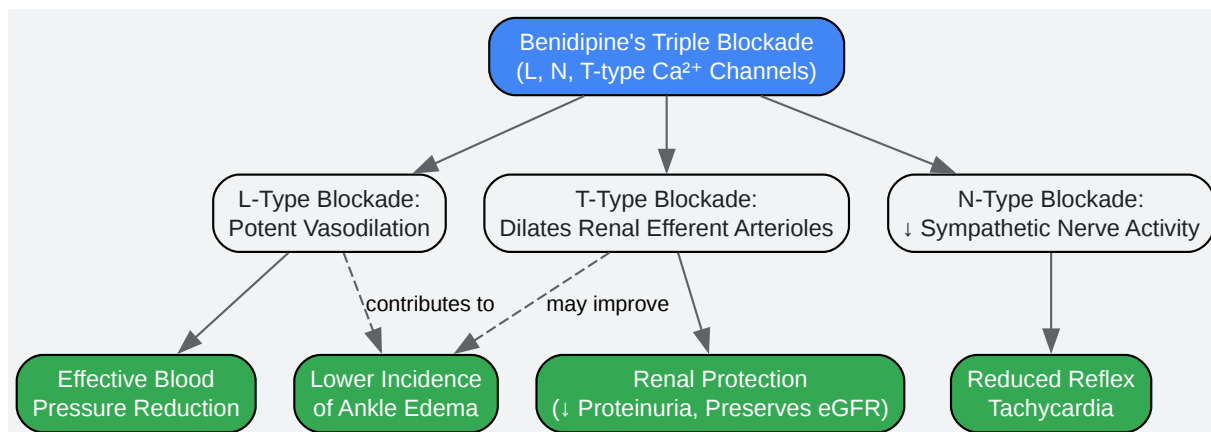 Benidipine's Triple Blockade
(L, N, T-type Ca²⁺ Channels)
L-Type Blockade:
Potent Vasodilation
T-Type Blockade:
Dilates Renal Efferent Arterioles
N-Type Blockade:
↓ Sympathetic Nerve Activity
contributes to
may improve
Effective Blood
Pressure Reduction
Lower Incidence
of Ankle Edema
Renal Protection
(↓ Proteinuria, Preserves eGFR)
Reduced Reflex
Tachycardia